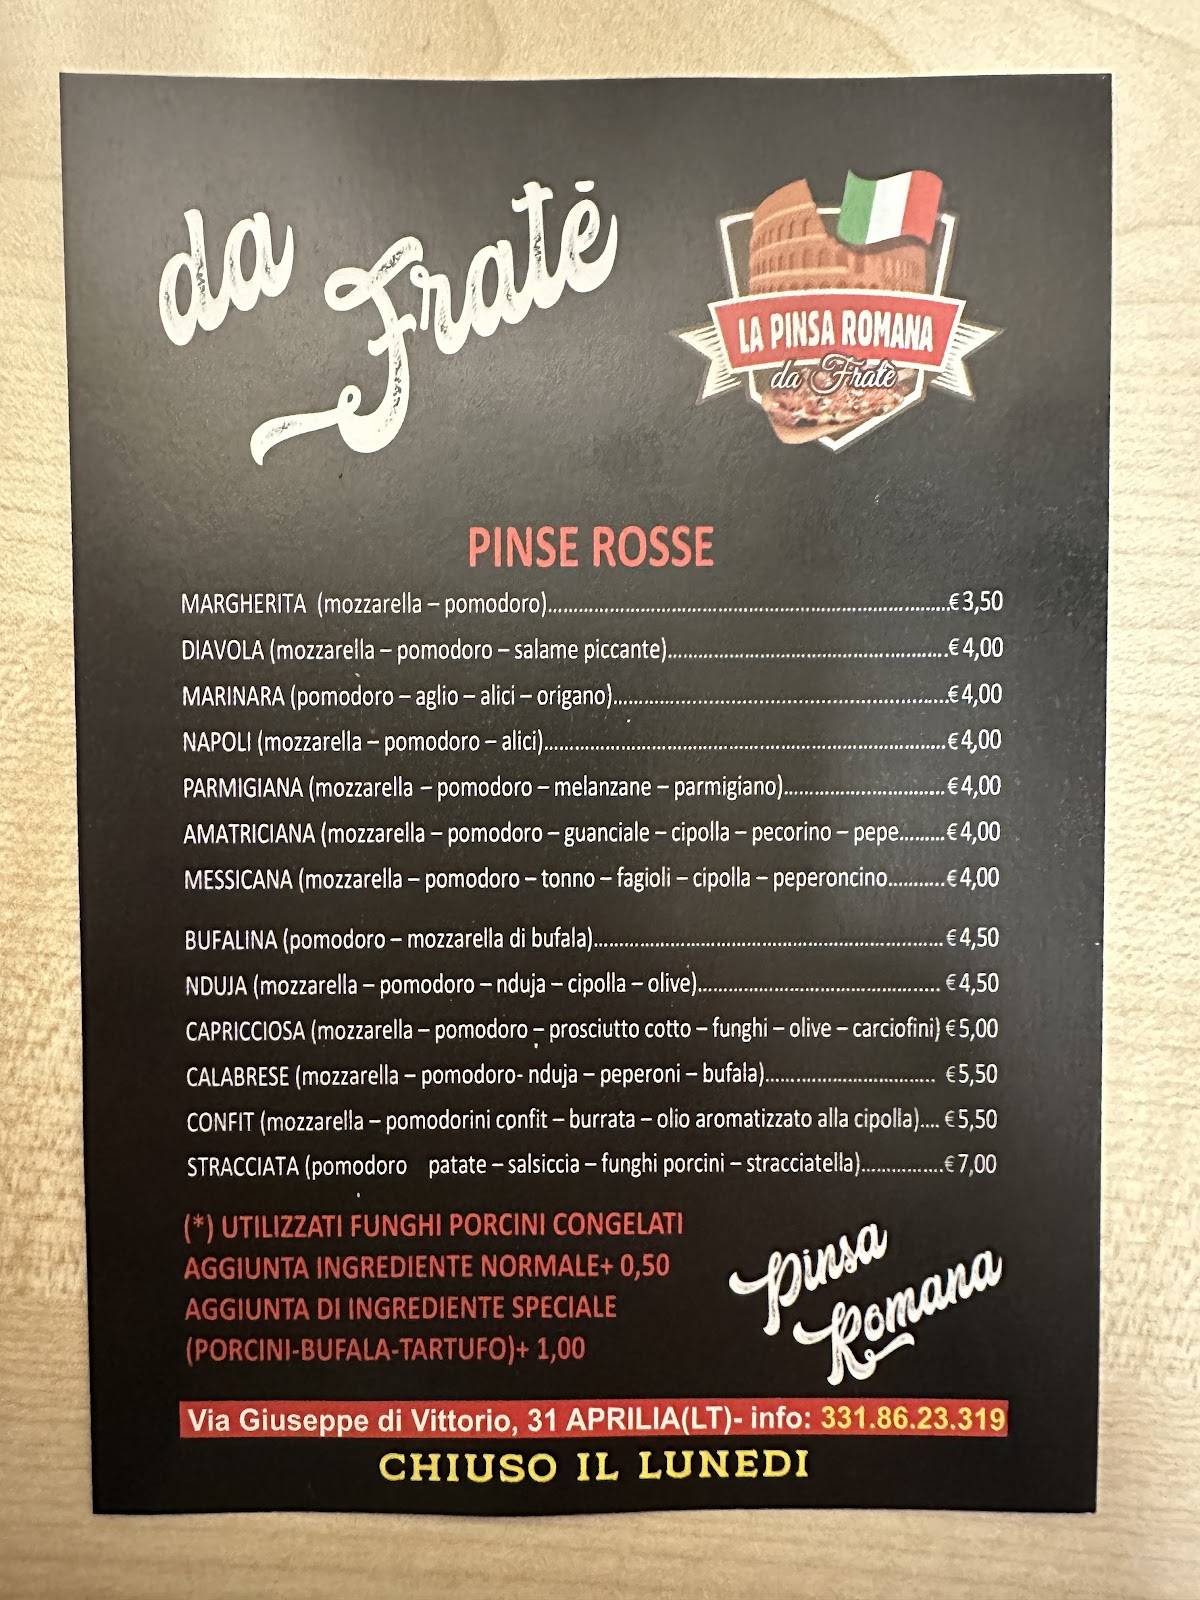 da Fratē
LA PINSA ROMANA
da Fratè
PINSE ROSSE
MARGHERITA (mozzarella – pomodoro)...€ 3,50
DIAVOLA (mozzarella – pomodoro – salame piccante)...€ 4,00
MARINARA (pomodoro – aglio – alici – origano)...€ 4,00
NAPOLI (mozzarella – pomodoro – alici)...€ 4,00
PARMIGIANA (mozzarella – pomodoro – melanzane – parmigiano)...€ 4,00
AMATRICIANA (mozzarella – pomodoro – guanciale – cipolla – pecorino – pepe...€ 4,00
MESSICANA (mozzarella – pomodoro – tonno – fagioli – cipolla – peperoncino...€ 4,00
BUFALINA (pomodoro – mozzarella di bufala)...€ 4,50
NDUJA (mozzarella – pomodoro – nduja – cipolla – olive)... € 4,50
CAPRICCIOSA (mozzarella – pomodoro – prosciutto cotto – funghi – olive – carciofini) € 5,00
CALABRESE (mozzarella – pomodoro- nduja – peperoni – bufala)... € 5,50
CONFIT (mozzarella – pomodorini confit – burrata – olio aromatizzato alla cipolla).... € 5,50
STRACCIATA (pomodoro patate – salsiccia – funghi porcini – stracciatella)...€ 7,00
(*) UTILIZZATI FUNGHI PORCINI CONGELATI
AGGIUNTA INGREDIENTE NORMALE+ 0,50
AGGIUNTA DI INGREDIENTE SPECIALE
(PORCINI-BUFALA-TARTUFO)+ 1,00
Pinsa
Romana
Via Giuseppe di Vittorio, 31 APRILIA(LT)- info: 331.86.23.319
CHIUSO IL LUNEDI